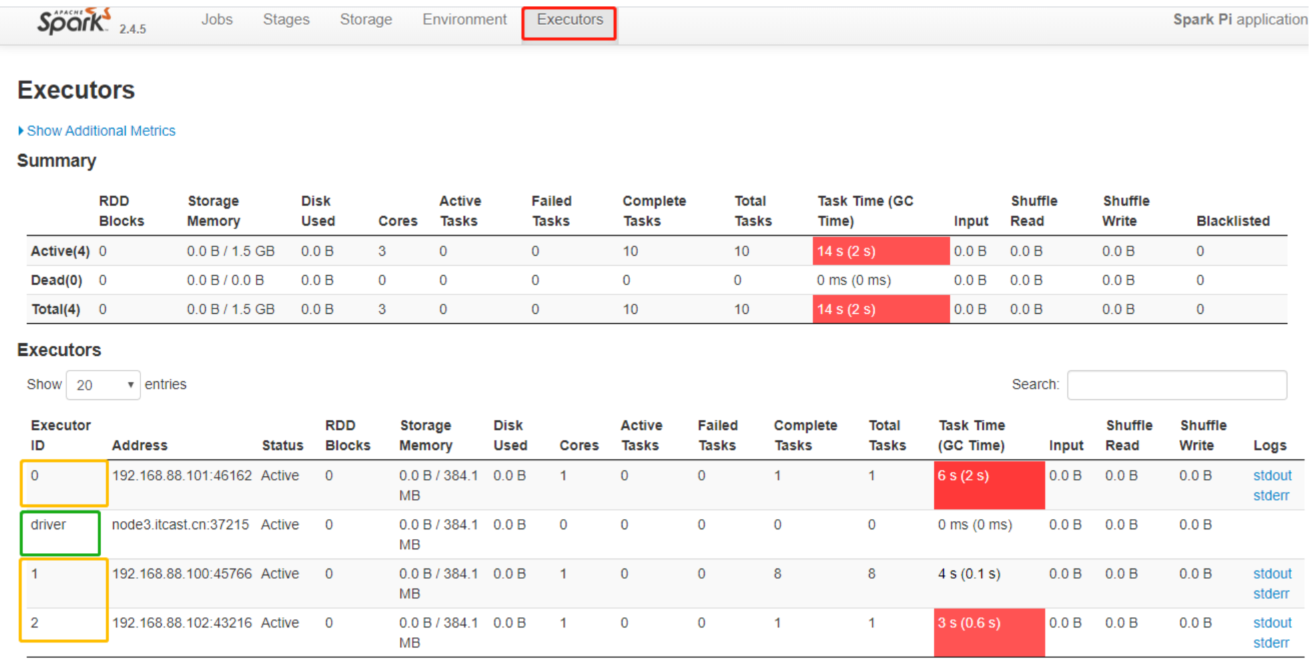 APACHE Spark 2.4.5 Jobs Stages Storage Environment Executors Spark Pi application
Executors
Show Additional Metrics
Summary
RDD Blocks Storage Memory Disk Used Cores Active Tasks Failed Tasks Complete Tasks Total Tasks Task Time (GC Time) Input Shuffle Read Shuffle Write Blacklisted
Active(4) 0 0.0 B / 1.5 GB 0.0 B 3 0 0 10 10 14 s (2 s) 0.0 B 0.0 B 0.0 B 0
Dead(0) 0 0.0 B / 0.0 B 0.0 B 0 0 0 0 0 0 ms (0 ms) 0.0 B 0.0 B 0.0 B 0
Total(4) 0 0.0 B / 1.5 GB 0.0 B 3 0 0 10 10 14 s (2 s) 0.0 B 0.0 B 0.0 B 0
Executors
Show 20 entries Search:
Executor ID Address Status RDD Blocks Storage Memory Disk Used Cores Active Tasks Failed Tasks Complete Tasks Total Tasks Task Time (GC Time) Input Shuffle Read Shuffle Write Logs
0 192.168.88.101:46162 Active 0 0.0 B / 384.1 MB 0.0 B 1 0 0 1 1 6 s (2 s) 0.0 B 0.0 B 0.0 B stdout stderr
driver node3.itcast.cn:37215 Active 0 0.0 B / 384.1 MB 0.0 B 0 0 0 0 0 0 ms (0 ms) 0.0 B 0.0 B 0.0 B
1 192.168.88.100:45766 Active 0 0.0 B / 384.1 MB 0.0 B 1 0 0 8 8 4 s (0.1 s) 0.0 B 0.0 B 0.0 B stdout stderr
2 192.168.88.102:43216 Active 0 0.0 B / 384.1 MB 0.0 B 1 0 0 1 1 3 s (0.6 s) 0.0 B 0.0 B 0.0 B stdout stderr